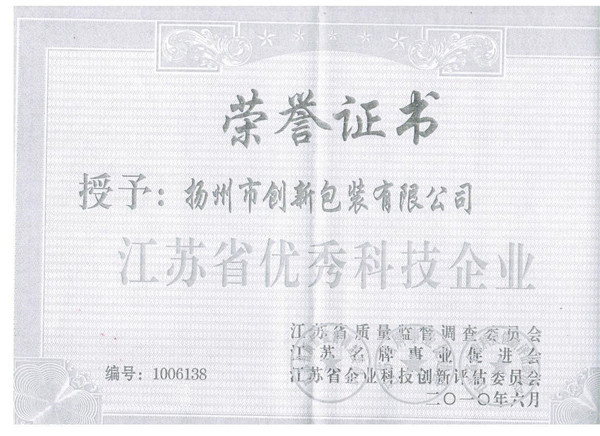 荣誉证书
授予：扬州市创新包装有限公司
江苏省优秀科技企业
江苏省质量监督调查委员会
江苏名牌事业促进会
编号：1006138 江苏省企业科技创新评估委员会
二〇一〇年六月